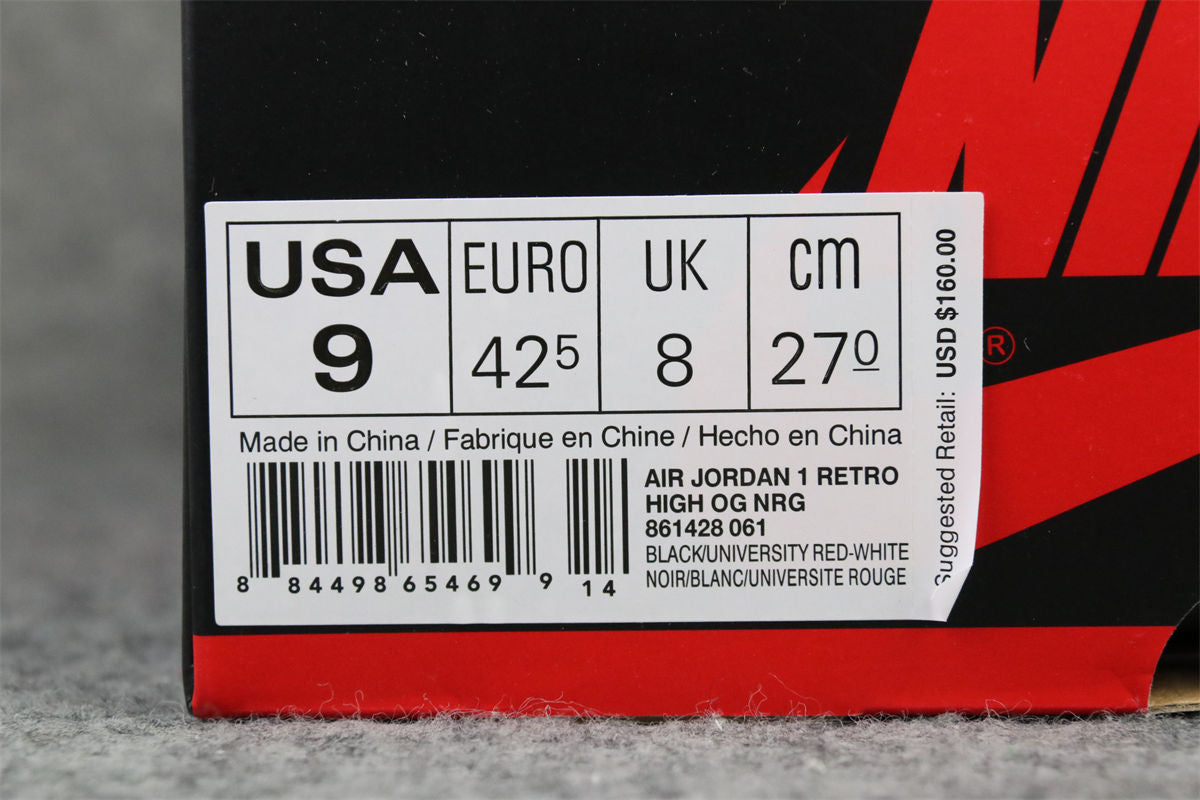 USA EURO UK cm
9 42⁵ 8 27⁰
Made in China / Fabrique en Chine / Hecho en China
AIR JORDAN 1 RETRO
HIGH OG NRG
861428 061
BLACK/UNIVERSITY RED-WHITE
NOIR/BLANC/UNIVERSITE ROUGE
8 84498 65469 9 14
Suggested Retail: USD $160.00
®